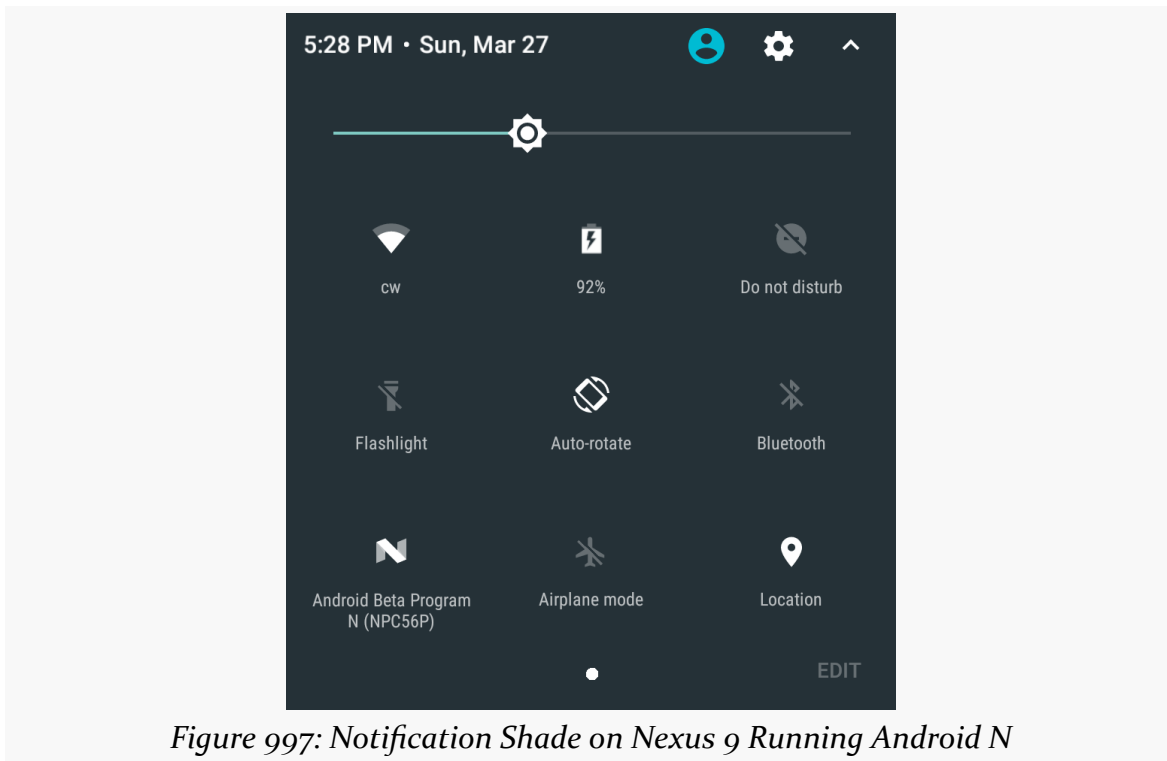 5:28 PM • Sun, Mar 27
cw
92%
Do not disturb
Flashlight
Auto-rotate
Bluetooth
Android Beta Program
N (NPC56P)
Airplane mode
Location
EDIT
Figure 997: Notification Shade on Nexus 9 Running Android N